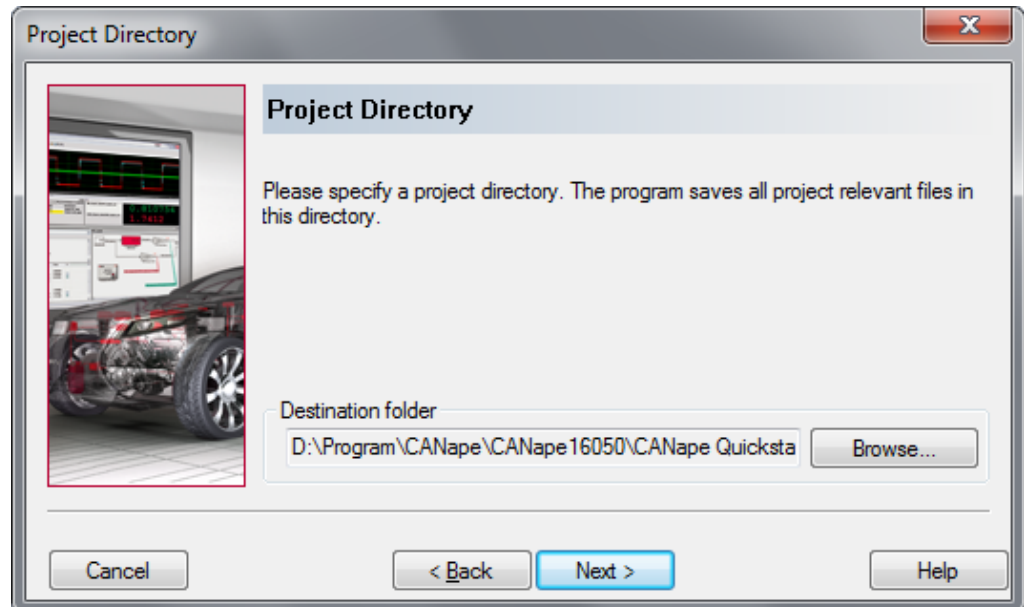 Project Directory
Project Directory
Please specify a project directory. The program saves all project relevant files in
this directory.
Destination folder
D:\Program\CANape\CANape16050\CANape Quicksta
Browse...
Cancel
< Back
Next >
Help